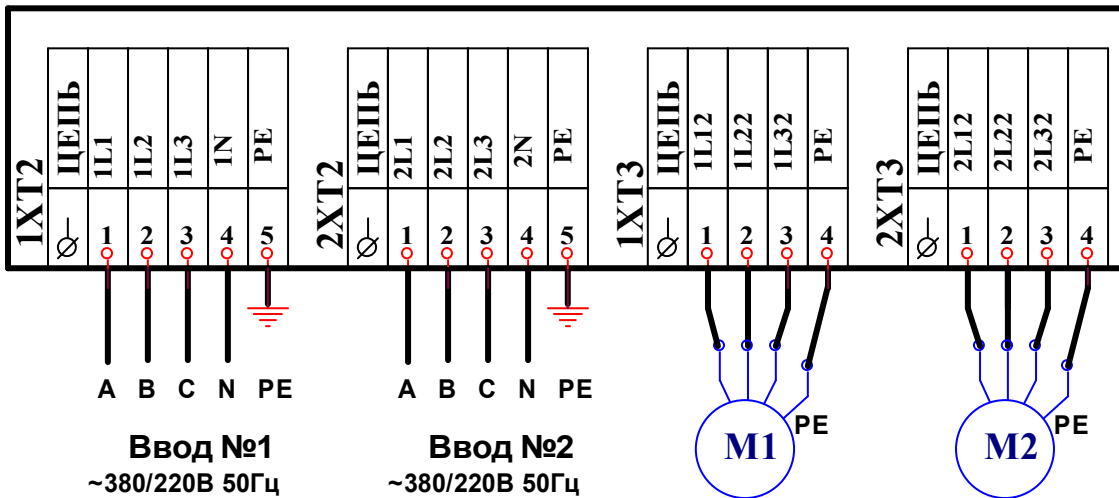 1XT2 ЦЕПЬ 1L1 1L2 1L3 1N PE
1 2 3 4 5
2XT2 ЦЕПЬ 2L1 2L2 2L3 2N PE
1 2 3 4 5
1XT3 ЦЕПЬ 1L12 1L22 1L32 PE
1 2 3 4
2XT3 ЦЕПЬ 2L12 2L22 2L32 PE
1 2 3 4
A B C N PE
Ввод №1
~380/220В 50Гц
A B C N PE
Ввод №2
~380/220В 50Гц
M1
PE
M2
PE